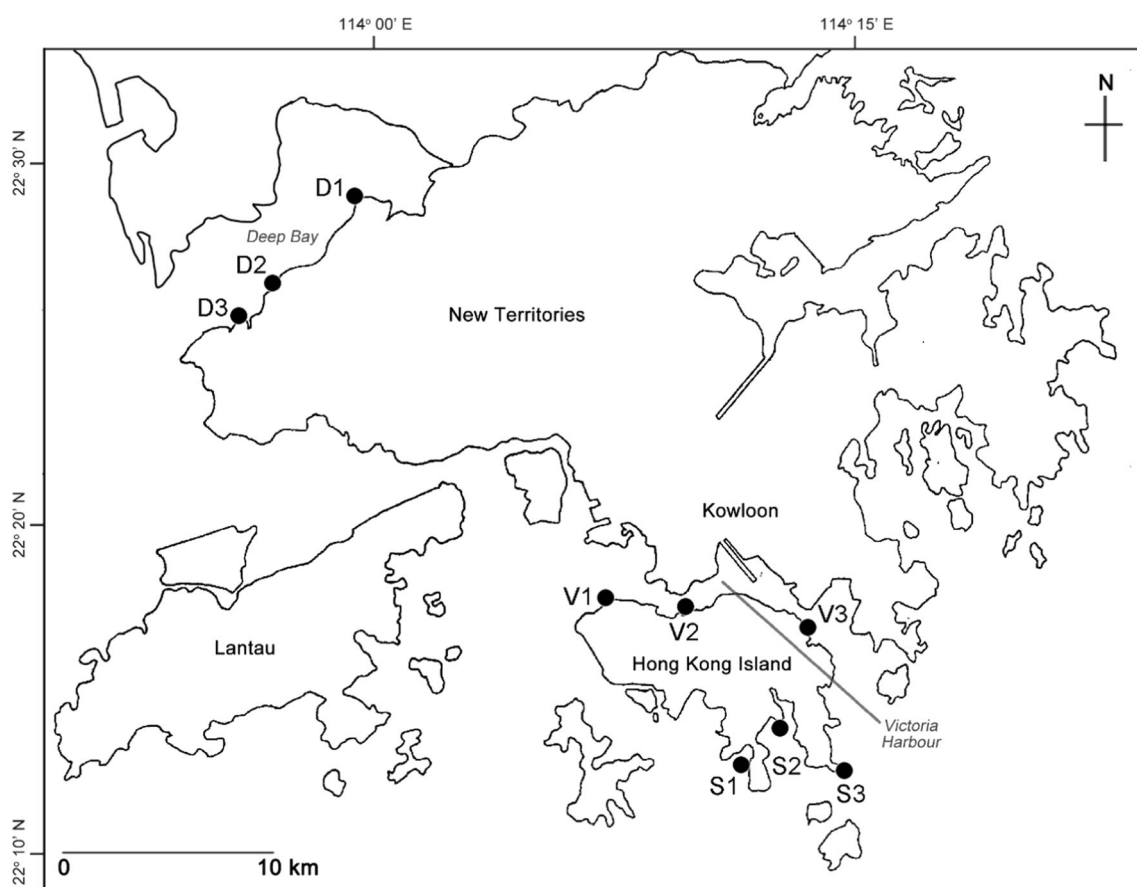 114° 00' E
114° 15' E
N
22° 30' N
D1
Deep Bay
D2
D3
New Territories
22° 20' N
Kowloon
V1
V2
V3
Lantau
Hong Kong Island
Victoria
Harbour
S1
S2
S3
22° 10' N
0
10 km